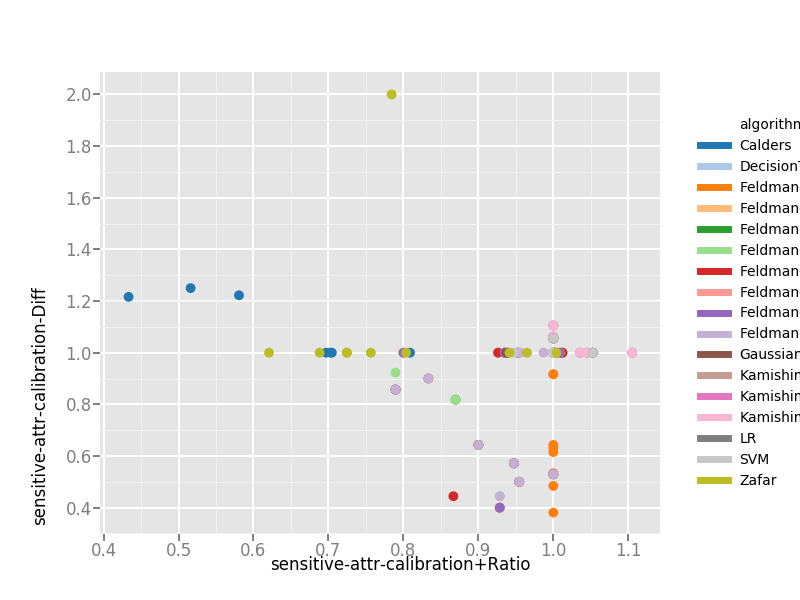 2.0
1.8
1.6
1.4
1.2
1.0
0.8
0.6
0.4
sensitive-attr-calibration-Diff
0.4 0.5 0.6 0.7 0.8 0.9 1.0 1.1
sensitive-attr-calibration+Ratio
algorithm
Calders
Decision
Feldman
Feldman
Feldman
Feldman
Feldman
Feldman
Feldman
Feldman
Gaussian
Kamishim
Kamishim
Kamishim
LR
SVM
Zafar